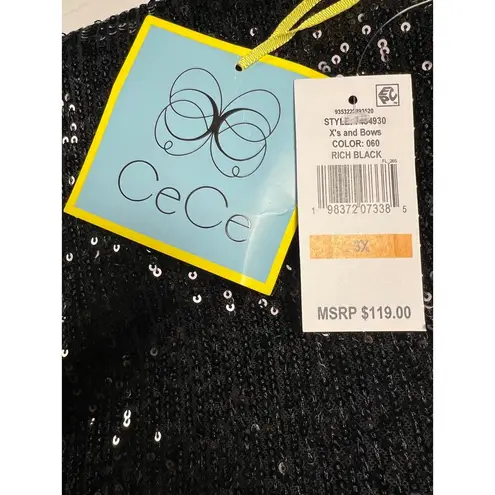 CeCe
STYLE:
X's and Bows
COLOR: 060
RICH BLACK
1 98372 07338 5
3X
MSRP $119.00